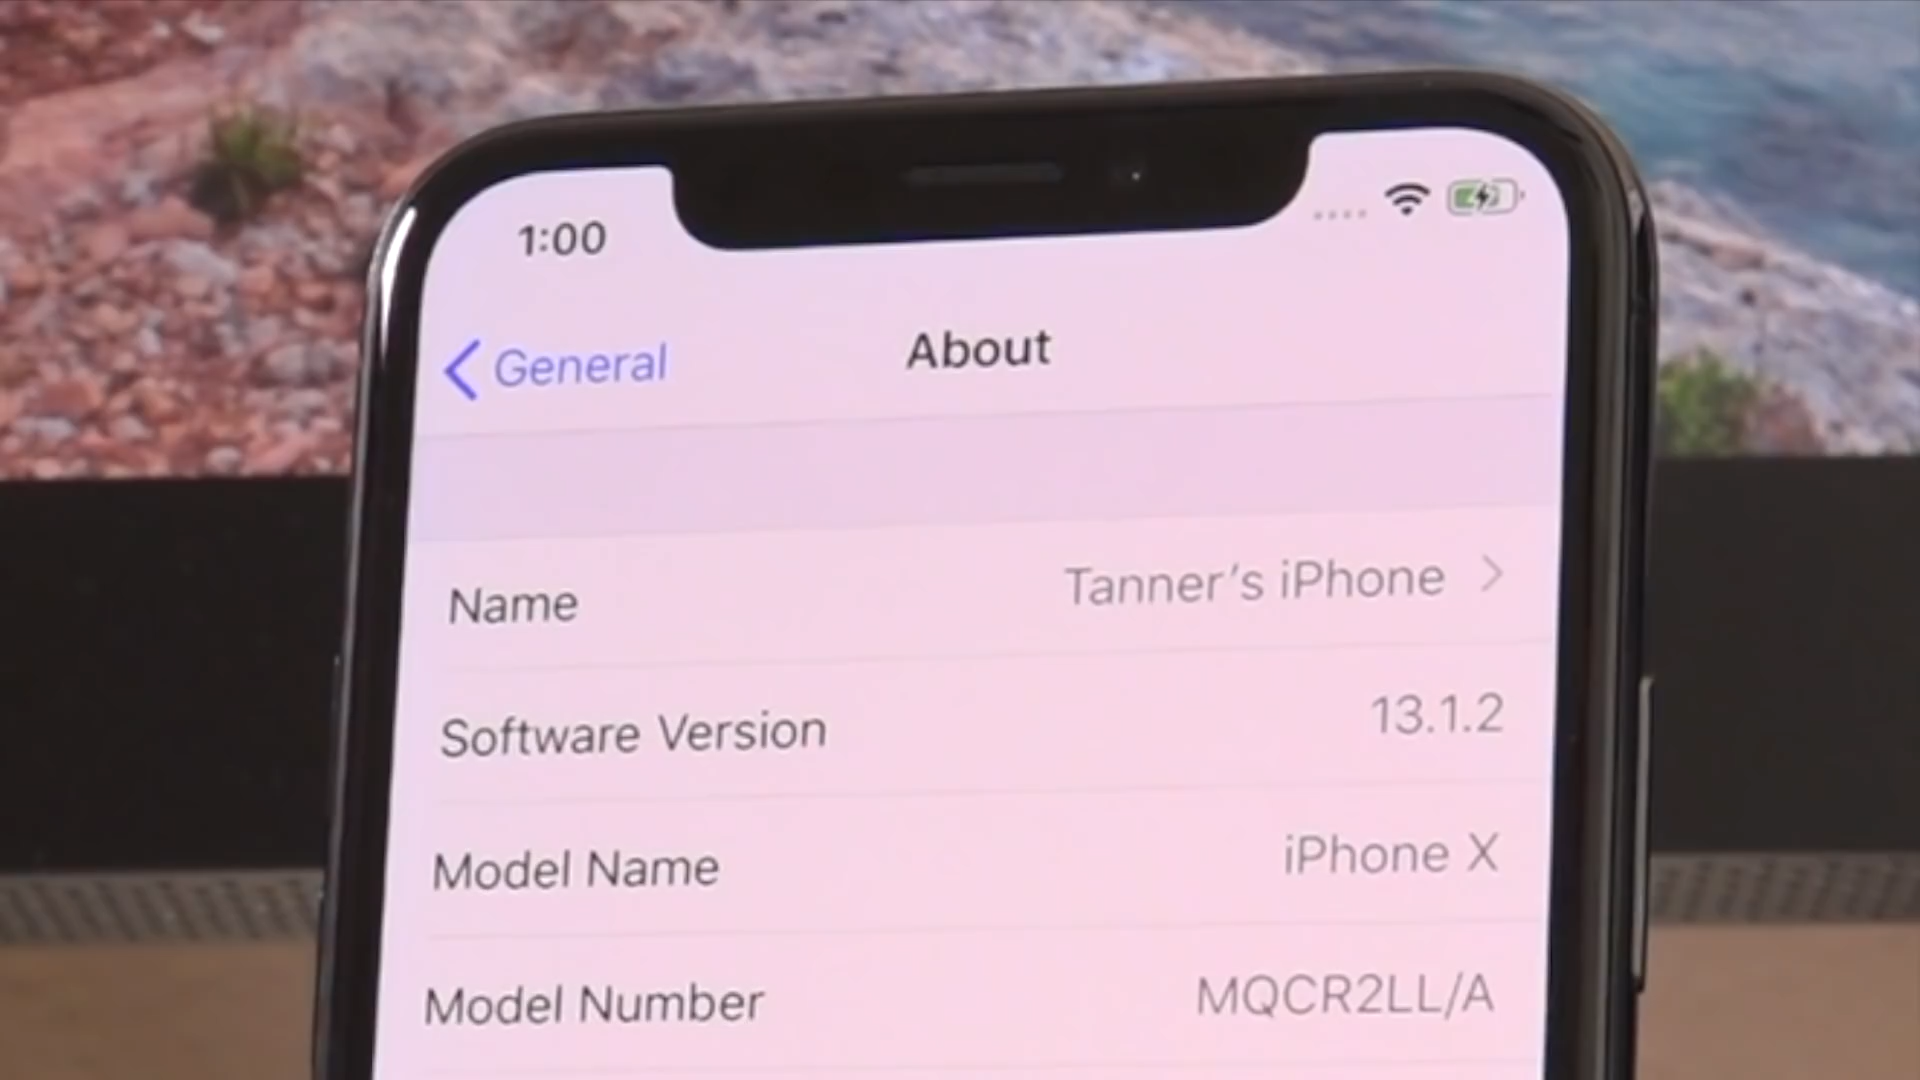 1:00
General
About
Name
Tanner's iPhone
Software Version
13.1.2
Model Name
iPhone X
Model Number
MQCR2LL/A